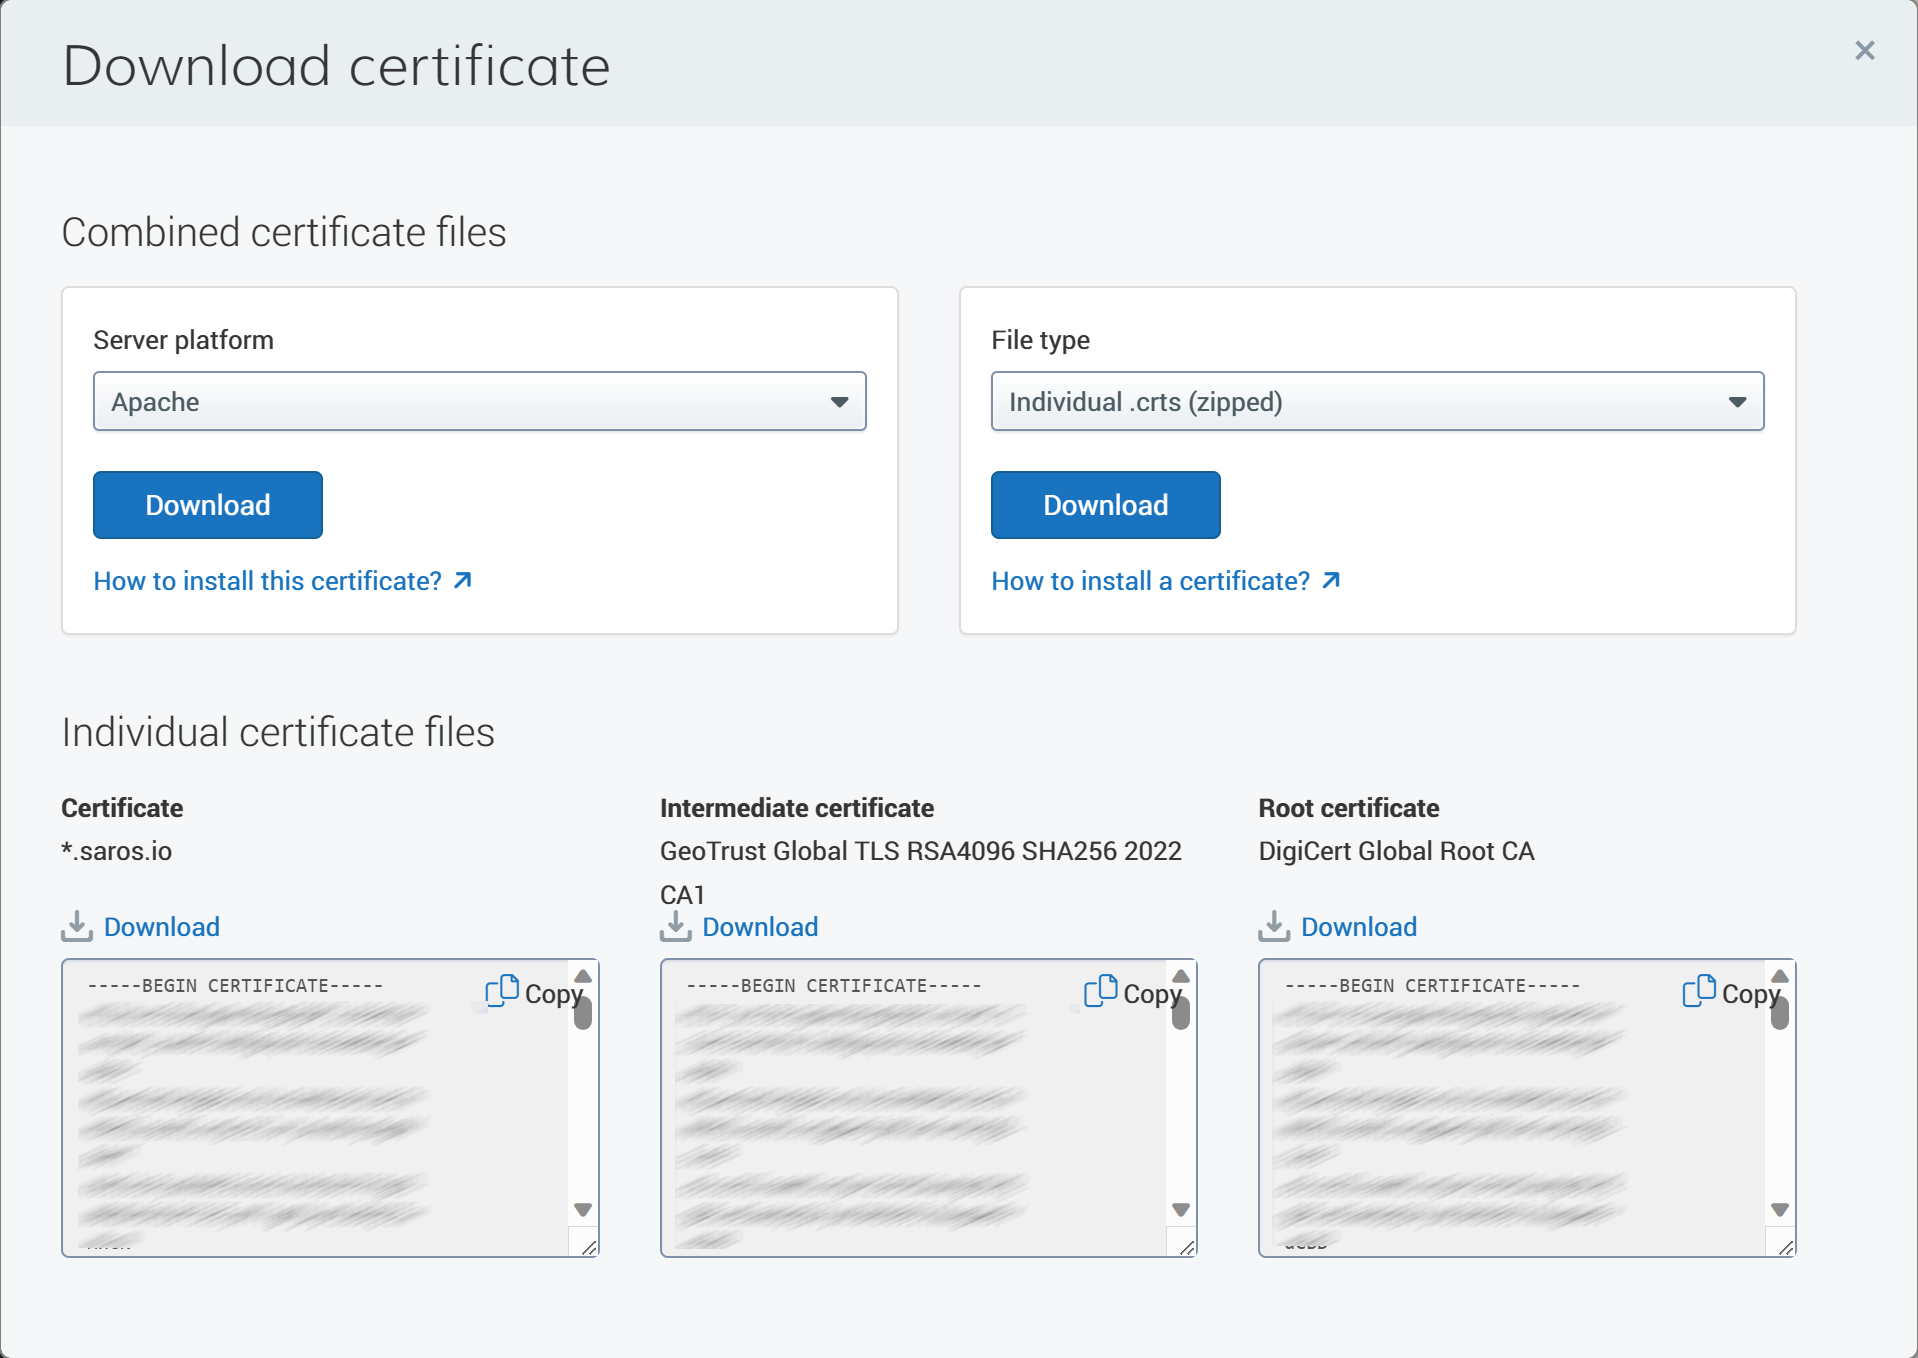 Download certificate
Combined certificate files
Server platform
Apache
Download
How to install this certificate?
File type
Individual .crts (zipped)
Download
How to install a certificate?
Individual certificate files
Certificate
*.saros.io
Download
-----BEGIN CERTIFICATE-----
Copy
Intermediate certificate
GeoTrust Global TLS RSA4096 SHA256 2022
CA1
Download
-----BEGIN CERTIFICATE-----
Copy
Root certificate
DigiCert Global Root CA
Download
-----BEGIN CERTIFICATE-----
Copy